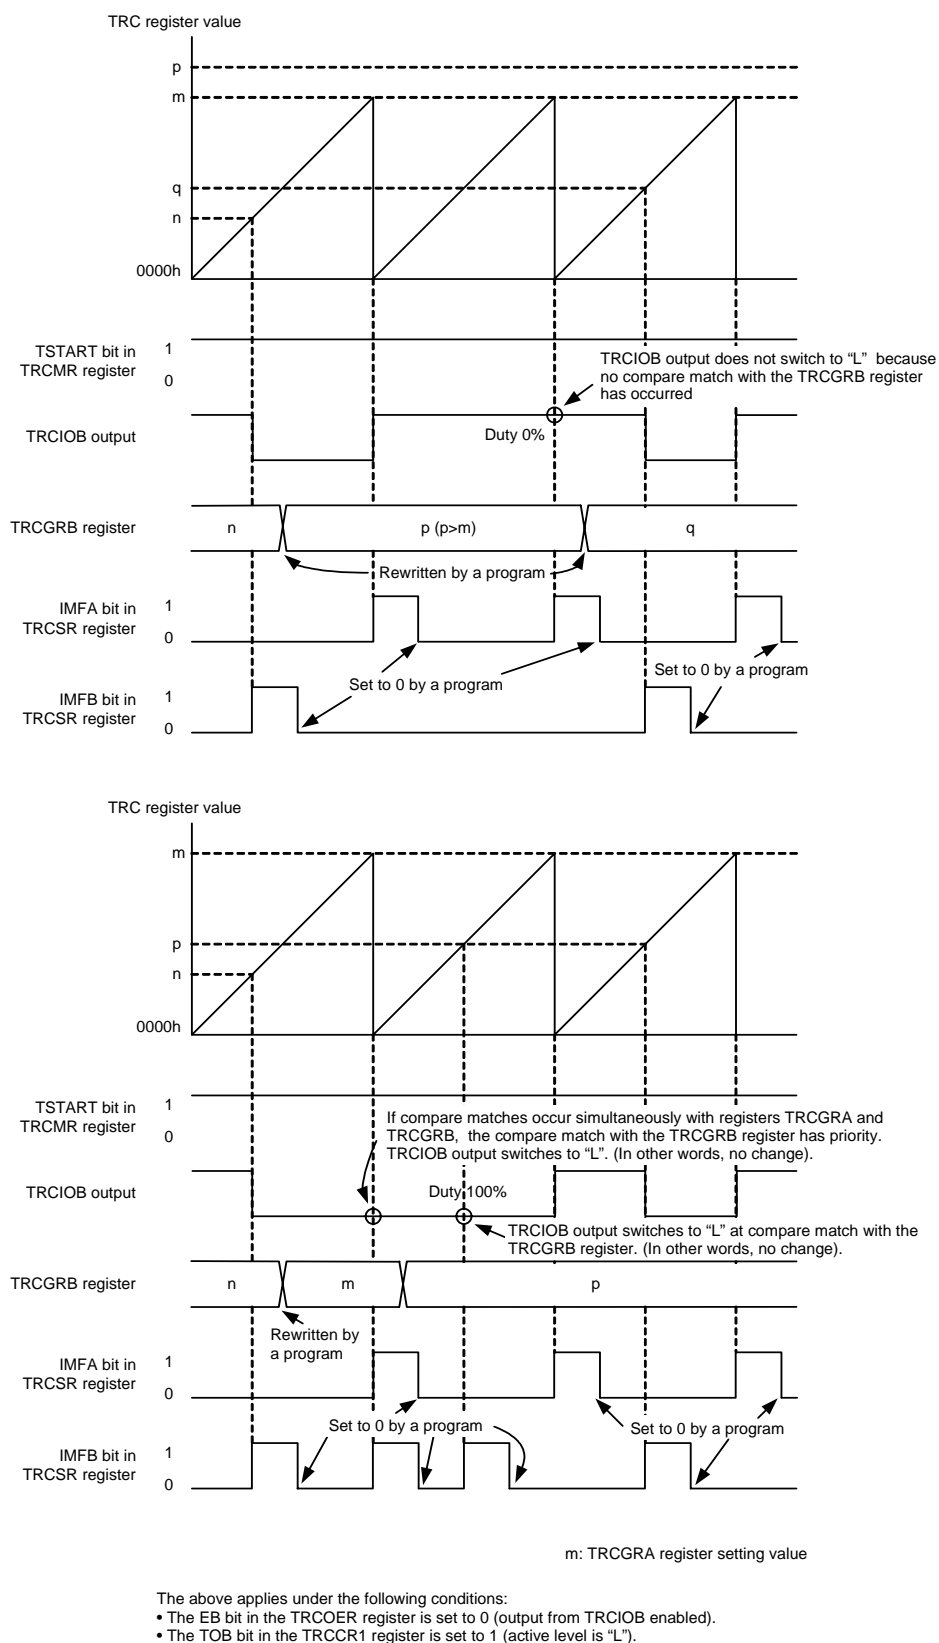 TRC register value
p
m
q
n
0000h
TSTART bit in
TRCMR register
1
0
TRCIOB output does not switch to “L” because
no compare match with the TRCGRB register
has occurred
TRCIOB output
Duty 0%
TRCGRB register
n
p (p>m)
q
Rewritten by a program
IMFA bit in
TRCSR register
1
0
Set to 0 by a program
Set to 0 by a program
IMFB bit in
TRCSR register
1
0
TRC register value
m
p
n
0000h
TSTART bit in
TRCMR register
1
0
If compare matches occur simultaneously with registers TRCGRA and
TRCGRB, the compare match with the TRCGRB register has priority.
TRCIOB output switches to “L”. (In other words, no change).
TRCIOB output
Duty 100%
TRCIOB output switches to “L” at compare match with the
TRCGRB register. (In other words, no change).
TRCGRB register
n
m
p
Rewritten by
a program
IMFA bit in
TRCSR register
1
0
Set to 0 by a program
Set to 0 by a program
IMFB bit in
TRCSR register
1
0
m: TRCGRA register setting value
The above applies under the following conditions:
• The EB bit in the TRCOER register is set to 0 (output from TRCIOB enabled).
• The TOB bit in the TRCCR1 register is set to 1 (active level is “L”).